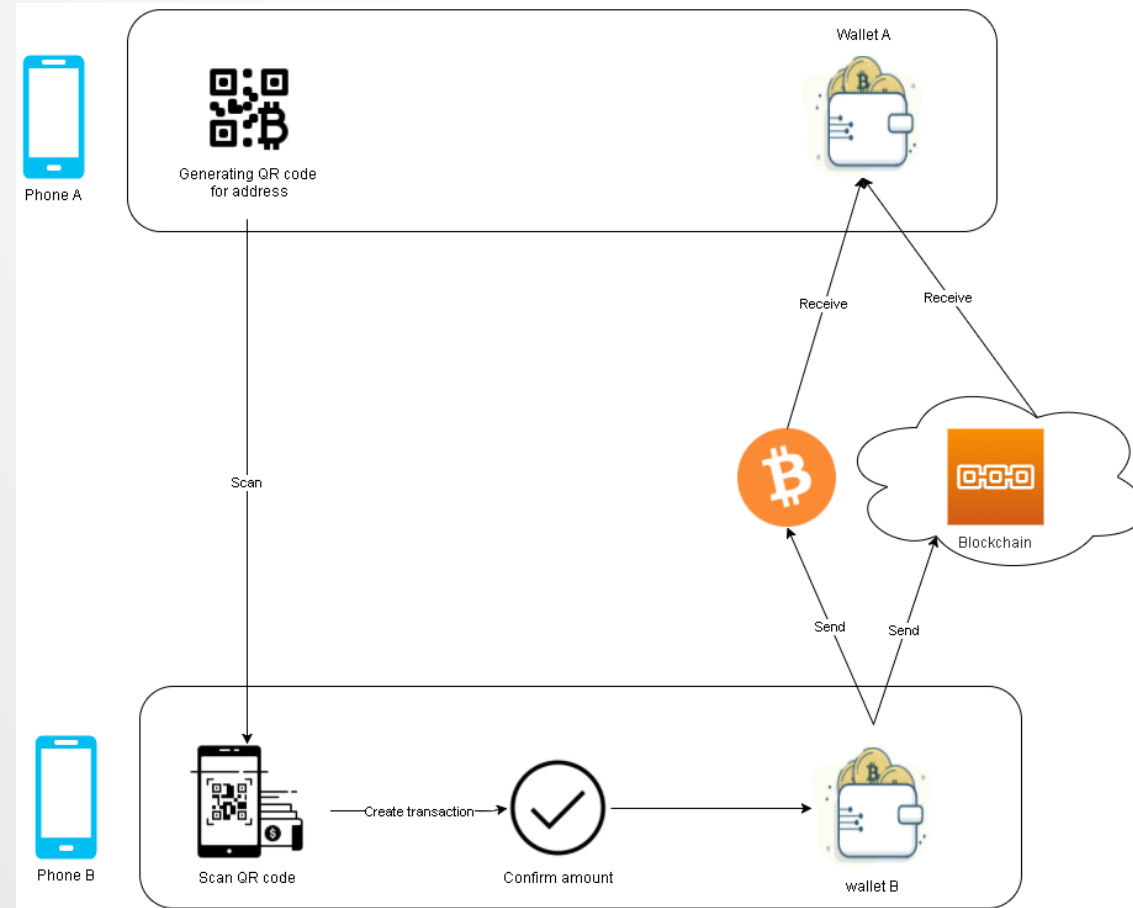 Wallet A
Generating QR code
for address
Phone A
Receive
Receive
Scan
Blockchain
Send
Send
Create transaction
Phone B
Scan QR code
Confirm amount
wallet B